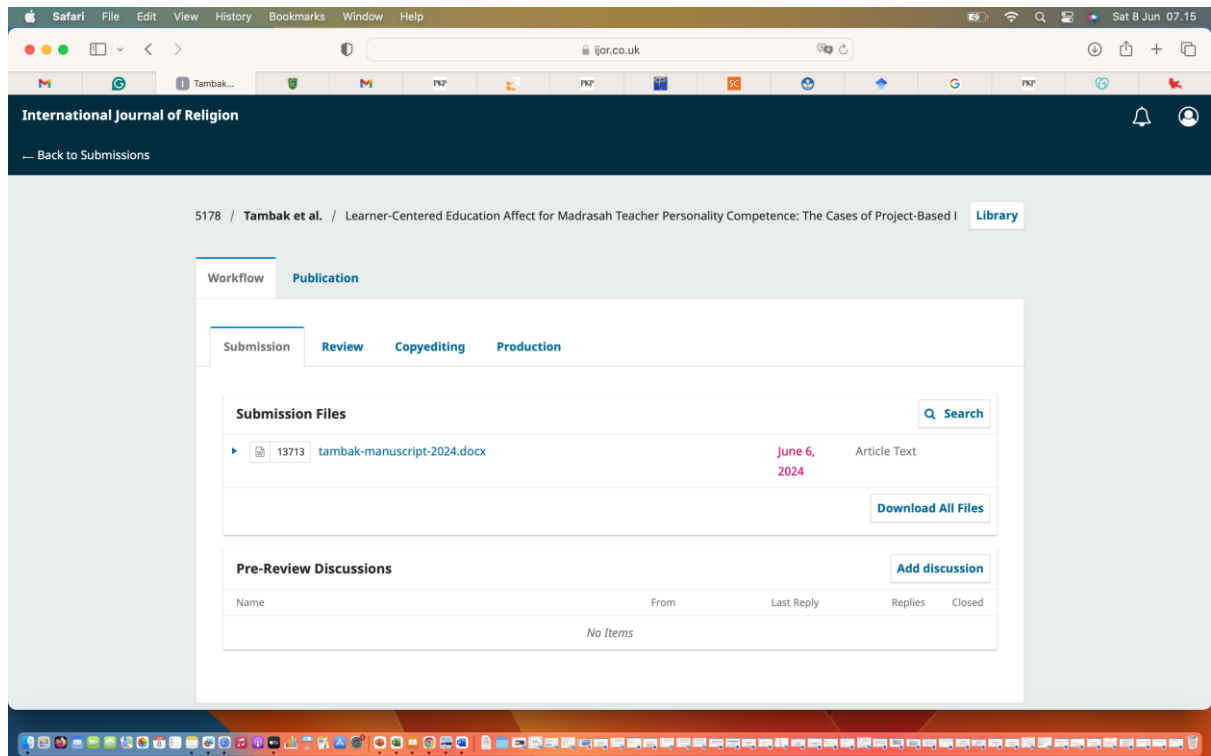 Safari File Edit View History Bookmarks Window Help Sat 8 Jun 07.15
ijor.co.uk
Tambak... PKP PKP SC G PKP
International Journal of Religion
← Back to Submissions
5178 / Tambak et al. / Learner-Centered Education Affect for Madrasah Teacher Personality Competence: The Cases of Project-Based I Library
Workflow Publication
Submission Review Copyediting Production
Submission Files Search
13713 tambak-manuscript-2024.docx June 6, Article Text
2024
Download All Files
Pre-Review Discussions Add discussion
Name From Last Reply Replies Closed
No Items